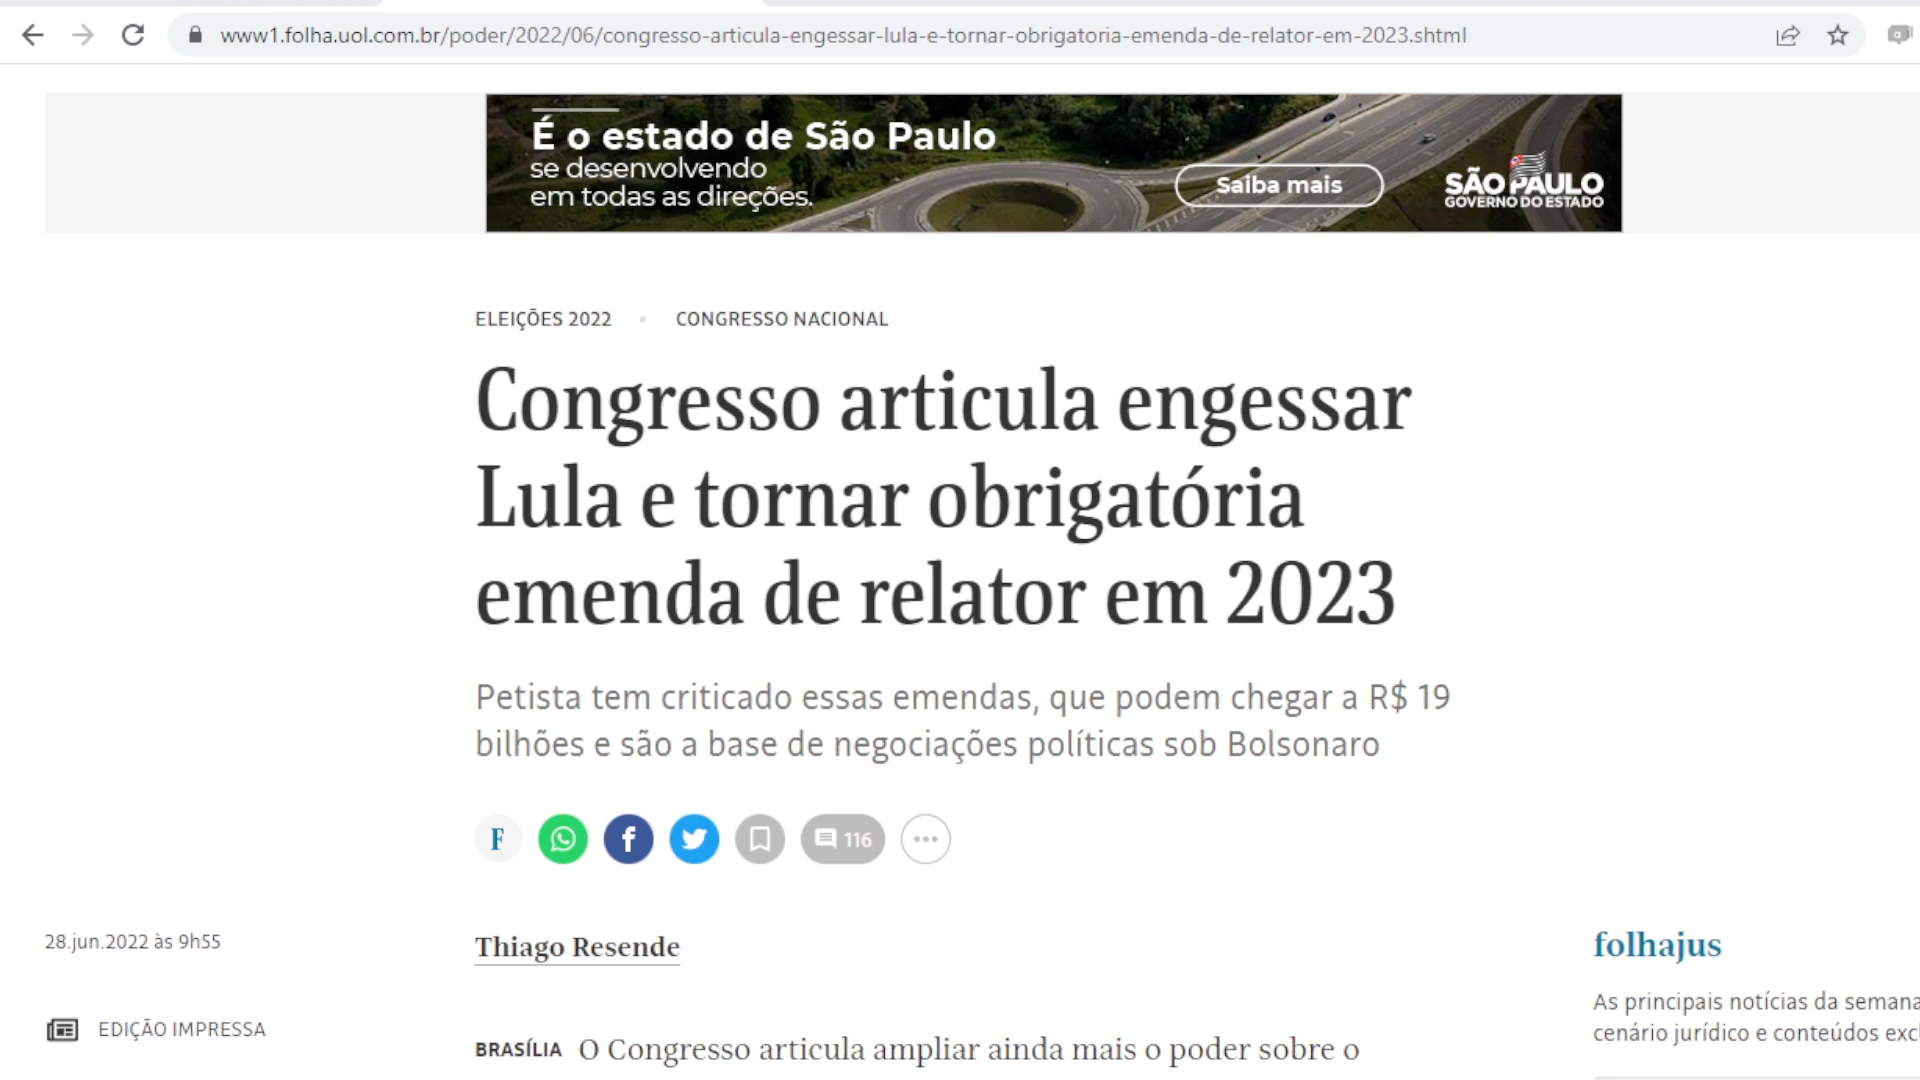 www1.folha.uol.com.br/poder/2022/06/congresso-articula-engessar-lula-e-tornar-obrigatoria-emenda-de-relator-em-2023.shtml
É o estado de São Paulo
se desenvolvendo
em todas as direções.
Saiba mais
SÃO PAULO
GOVERNO DO ESTADO
ELEIÇÕES 2022 • CONGRESSO NACIONAL
Congresso articula engessar
Lula e tornar obrigatória
emenda de relator em 2023
Petista tem criticado essas emendas, que podem chegar a R$ 19
bilhões e são a base de negociações políticas sob Bolsonaro
F
116
28.jun.2022 às 9h55
EDIÇÃO IMPRESSA
Thiago Resende
BRASÍLIA O Congresso articula ampliar ainda mais o poder sobre o
folhajus
As principais notícias da semana
cenário jurídico e conteúdos